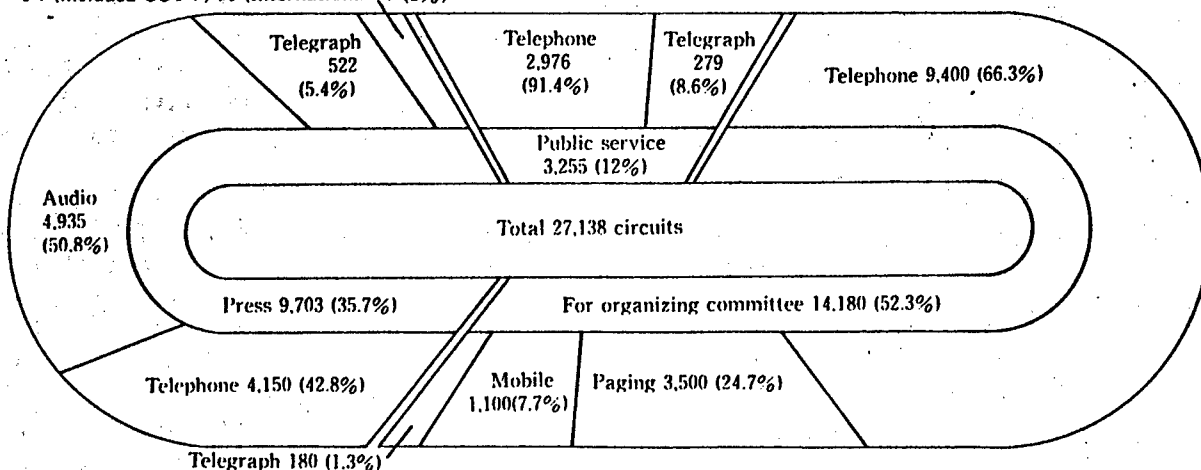 Telegraph
522
(5.4%)
Telephone
2,976
(91.4%)
Telegraph
279
(8.6%)
Telephone 9,400 (66.3%)
Public service
3,255 (12%)
Audio
4,935
(50.8%)
Total 27,138 circuits
Press 9,703 (35.7%)
For organizing committee 14,180 (52.3%)
Telephone 4,150 (42.8%)
Mobile
1,100(7.7%)
Paging 3,500 (24.7%)
Telegraph 180 (1.3%)